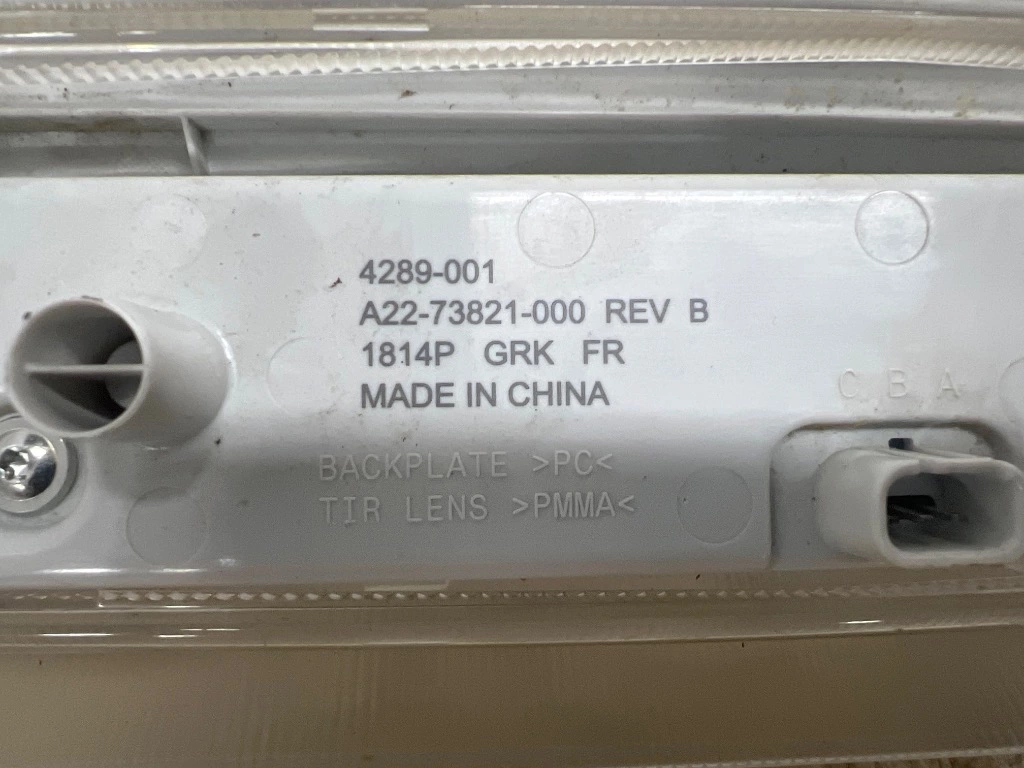 4289-001
A22-73821-000 REV B
1814P GRK FR
MADE IN CHINA
C B A
BACKPLATE >PC<
TIR LENS >PMMA<